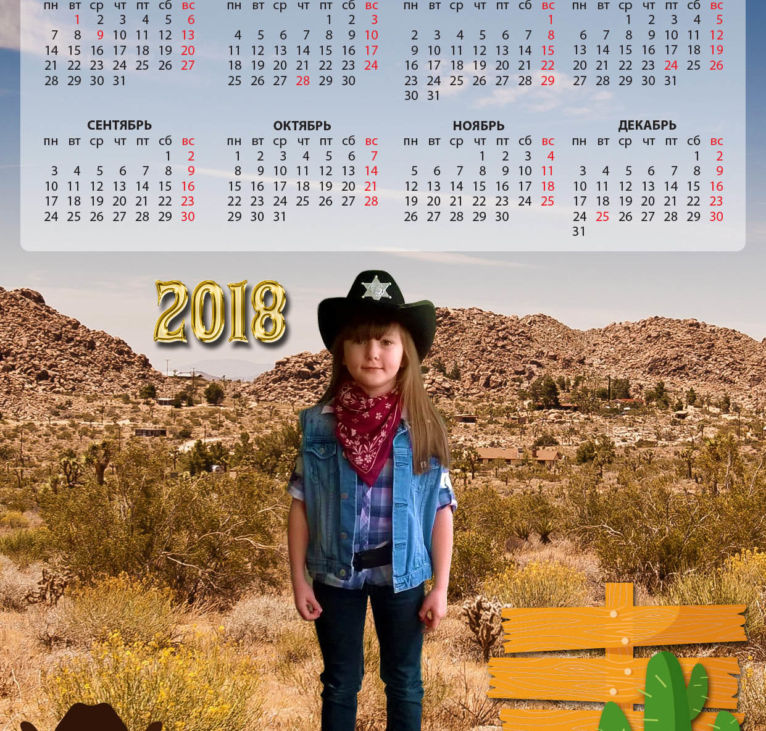 пн вт ср чт пт сб вс пн вт ср чт пт сб вс пн вт ср чт пт сб вс пн вт ср чт пт сб вс
1 2 3 4 5 6 1 2 3 1 1 2 3 4 5
7 8 9 10 11 12 13 4 5 6 7 8 9 10 2 3 4 5 6 7 8 6 7 8 9 10 11 12
14 15 16 17 18 19 20 11 12 13 14 15 16 17 9 10 11 12 13 14 15 13 14 15 16 17 18 19
21 22 23 24 25 26 27 18 19 20 21 22 23 24 16 17 18 19 20 21 22 20 21 22 23 24 25 26
28 29 30 31 25 26 27 28 29 30 23 24 25 26 27 28 29 27 28 29 30 31
30 31
СЕНТЯБРЬ ОКТЯБРЬ НОЯБРЬ ДЕКАБРЬ
пн вт ср чт пт сб вс пн вт ср чт пт сб вс пн вт ср чт пт сб вс пн вт ср чт пт сб вс
1 2 1 2 3 4 5 6 7 1 2 3 4 1 2
3 4 5 6 7 8 9 8 9 10 11 12 13 14 5 6 7 8 9 10 11 3 4 5 6 7 8 9
10 11 12 13 14 15 16 15 16 17 18 19 20 21 12 13 14 15 16 17 18 10 11 12 13 14 15 16
17 18 19 20 21 22 23 22 23 24 25 26 27 28 19 20 21 22 23 24 25 17 18 19 20 21 22 23
24 25 26 27 28 29 30 29 30 31 26 27 28 29 30 24 25 26 27 28 29 30
31
2018